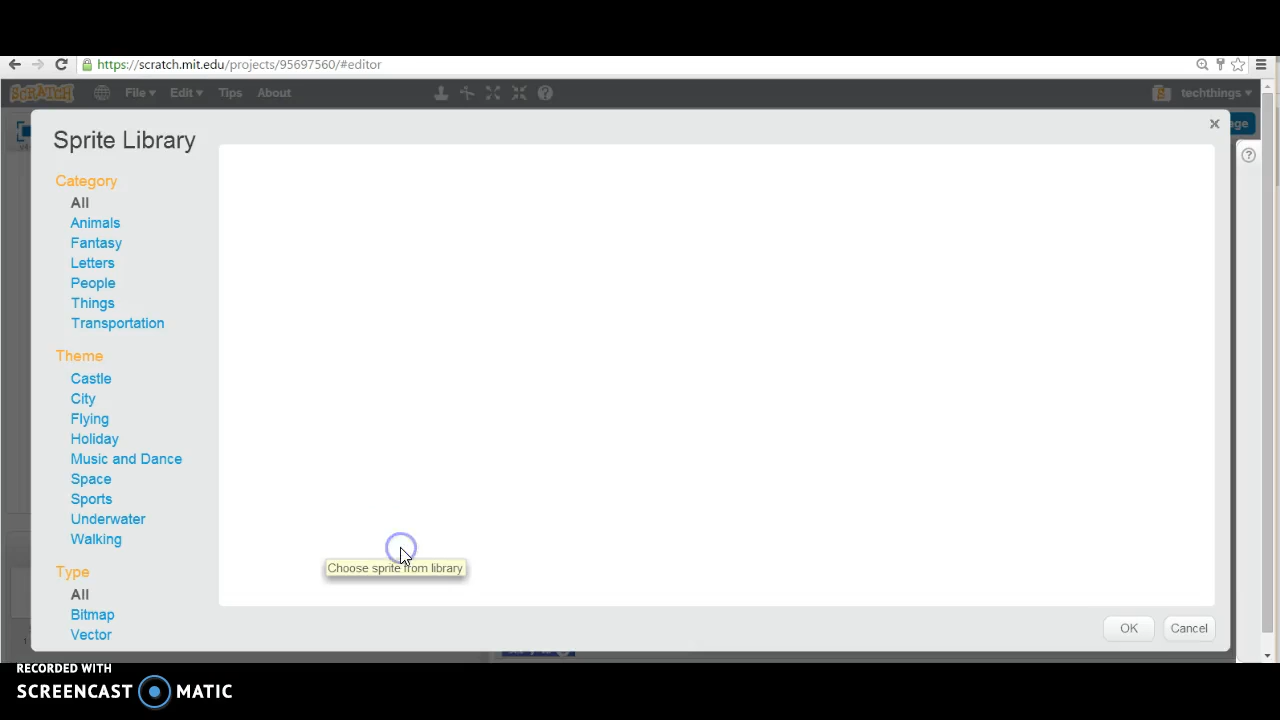 https://scratch.mit.edu/projects/95697560/#editor
SCRATCH File Edit Tips About techthings
Sprite Library
Category
All
Animals
Fantasy
Letters
People
Things
Transportation
Theme
Castle
City
Flying
Holiday
Music and Dance
Space
Sports
Underwater
Walking
Type
All
Bitmap
Vector
Choose sprite from library
OK Cancel
RECORDED WITH
SCREENCAST MATIC